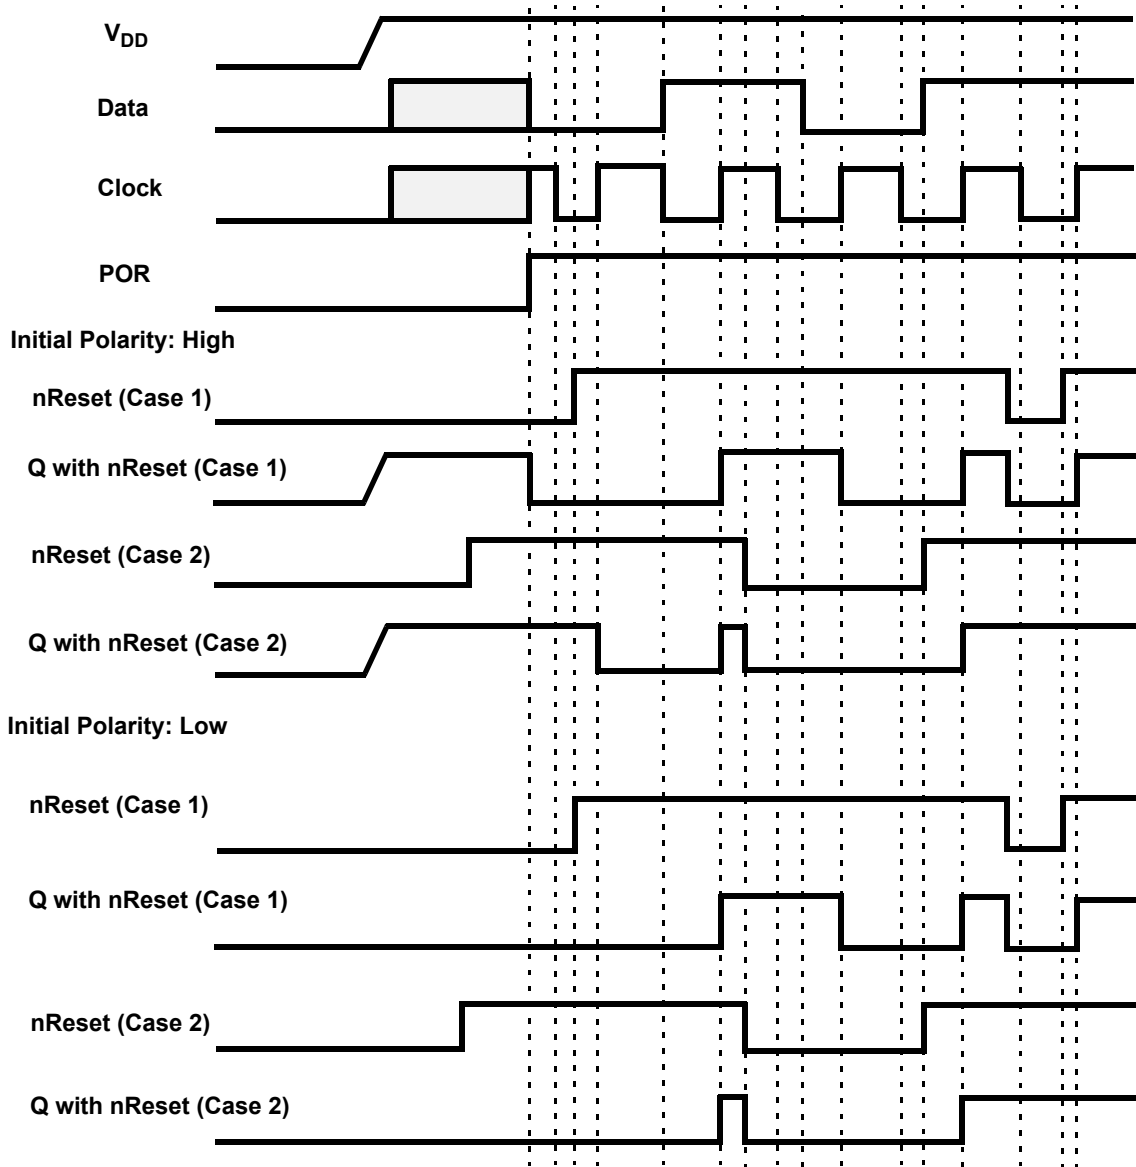 VDD
Data
Clock
POR
Initial Polarity: High
nReset (Case 1)
Q with nReset (Case 1)
nReset (Case 2)
Q with nReset (Case 2)
Initial Polarity: Low
nReset (Case 1)
Q with nReset (Case 1)
nReset (Case 2)
Q with nReset (Case 2)